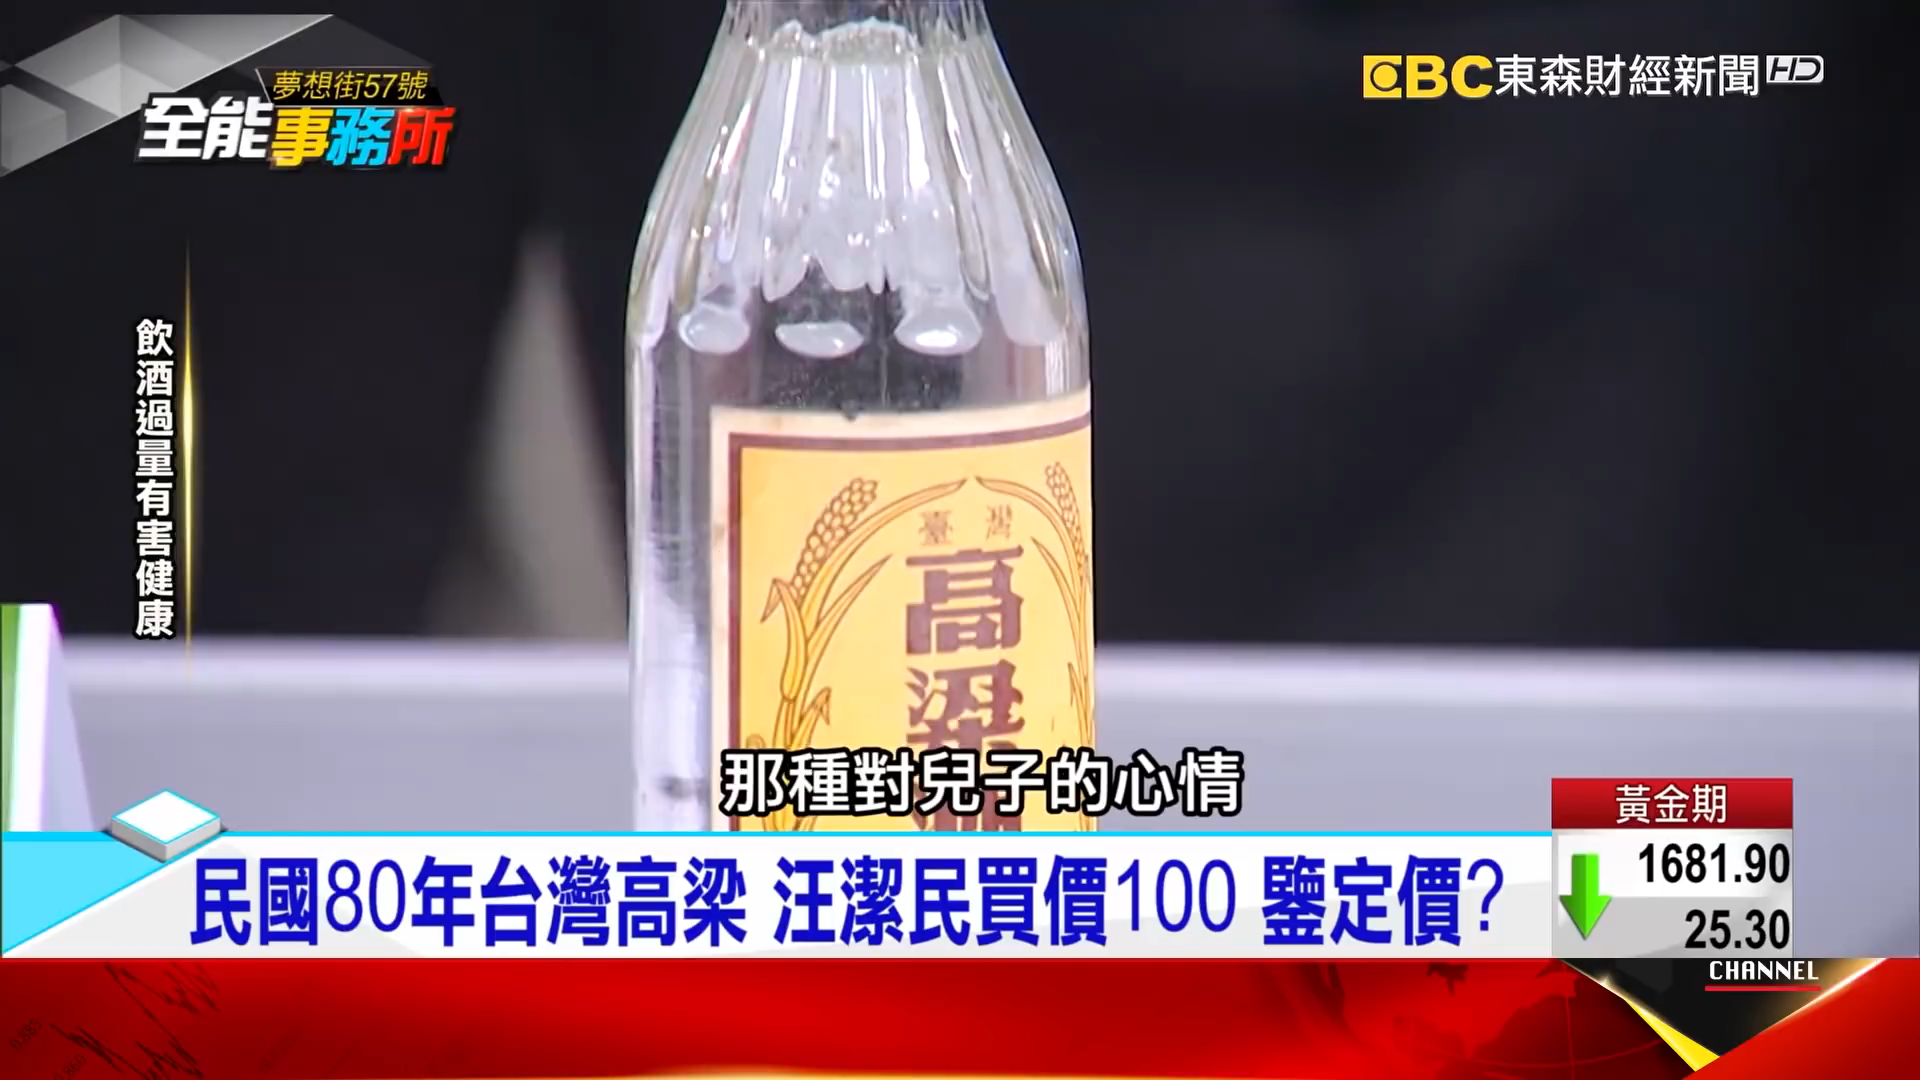 夢想街57號
全能事務所
EBC東森財經新聞HD
飲酒過量有害健康
臺灣
高粱
那種對兒子的心情
民國80年台灣高粱 汪潔民買價100 鑒定價?
黃金期
1681.90
25.30
CHANNEL